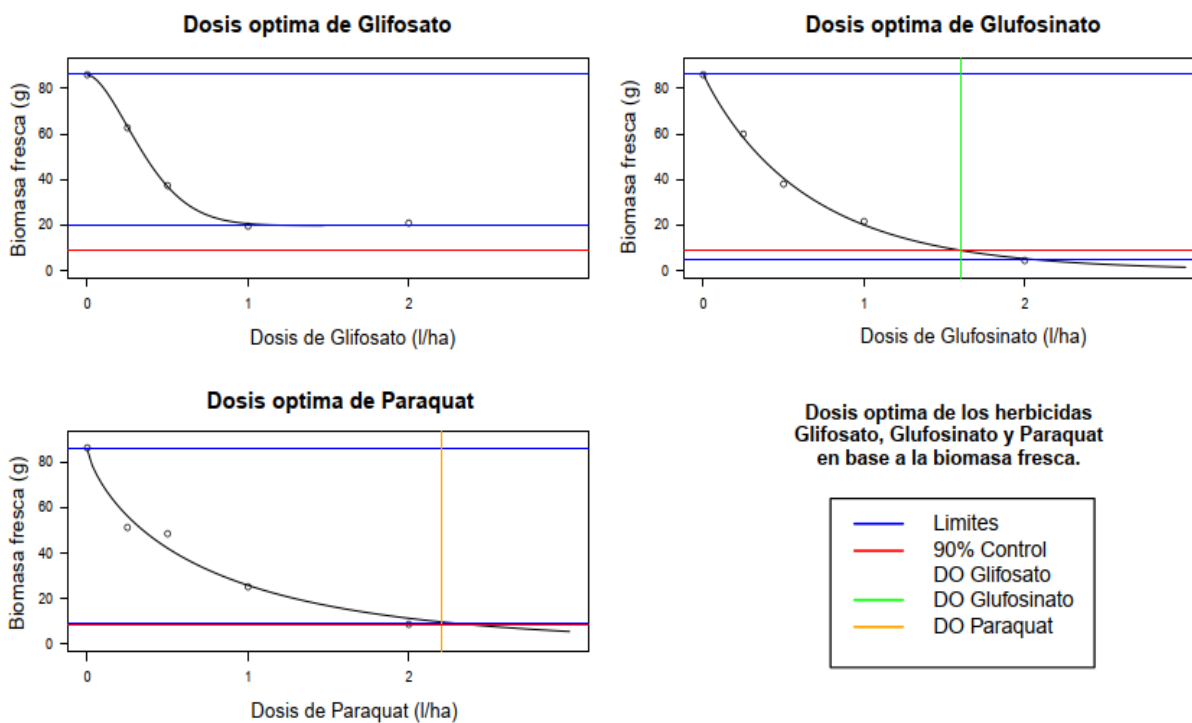 Dosis optima de Glifosato
Biomasa fresca (g)
80
60
40
20
0
0 1 2
Dosis de Glifosato (l/ha)
Dosis optima de Glufosinato
Biomasa fresca (g)
80
60
40
20
0
0 1 2
Dosis de Glufosinato (l/ha)
Dosis optima de Paraquat
Biomasa fresca (g)
80
60
40
20
0
0 1 2
Dosis de Paraquat (l/ha)
Dosis optima de los herbicidas
Glifosato, Glufosinato y Paraquat
en base a la biomasa fresca.
Limites
90% Control
DO Glifosato
DO Glufosinato
DO Paraquat